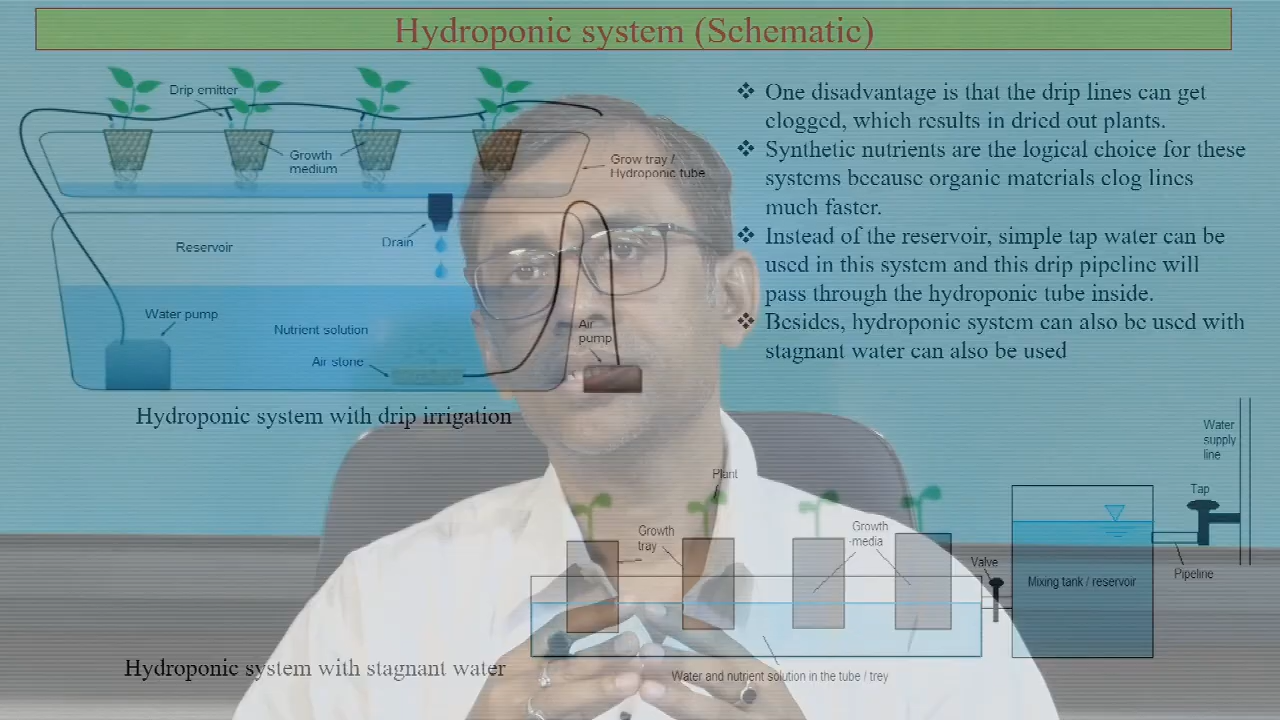 Hydroponic system (Schematic)
Drip emitter
Growth
medium
Grow tray /
Hydroponic tube
Drain
Reservoir
Water pump
Nutrient solution
Air stone
Air
pump
Hydroponic system with drip irrigation
❖ One disadvantage is that the drip lines can get
clogged, which results in dried out plants.
❖ Synthetic nutrients are the logical choice for these
systems because organic materials clog lines
much faster.
❖ Instead of the reservoir, simple tap water can be
used in this system and this drip pipeline will
pass through the hydroponic tube inside.
❖ Besides, hydroponic system can also be used with
stagnant water can also be used
Plant
Growth
tray
Growth
media
Valve
Water
supply
line
Tap
Pipeline
Mixing tank / reservoir
Water and nutrient solution in the tube / trey
Hydroponic system with stagnant water